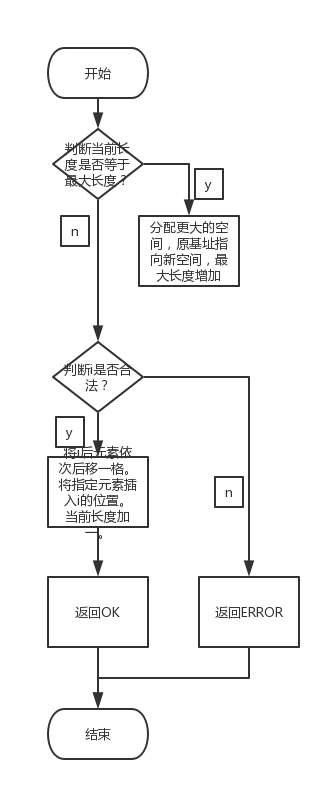 开始
判断当前长
度是否等于
最大长度？
y
n
分配更大的空
间，原基址指
向新空间，最
大长度增加
判断i是否合
法？
y
将i后元素依
次后移一格。
将指定元素插
入i的位置。
当前长度加
一。
n
返回OK
返回ERROR
结束